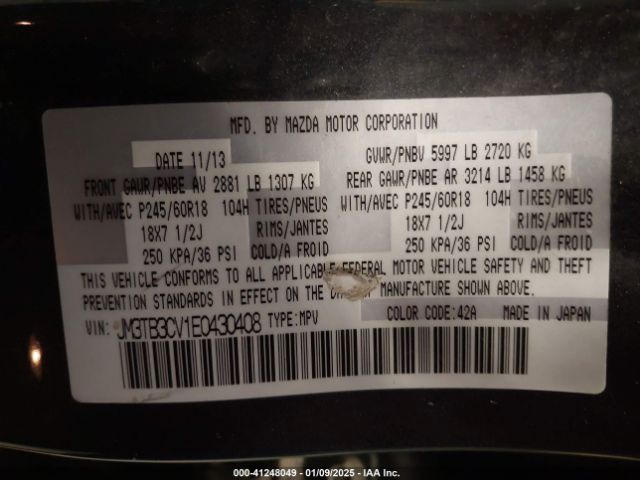 MFD. BY MAZDA MOTOR CORPORATION
DATE 11/13 GVWR/PNBV 5997 LB 2720 KG
FRONT GAWR/PNBE AV 2881 LB 1307 KG REAR GAWR/PNBE AR 3214 LB 1458 KG
WITH/AVEC P245/60R18 104H TIRES/PNEUS WITH/AVEC P245/60R18 104H TIRES/PNEUS
18X7 1/2J RIMS/JANTES 18X7 1/2J RIMS/JANTES
250 KPA/36 PSI COLD/A FROID 250 KPA/36 PSI COLD/A FROID
THIS VEHICLE CONFORMS TO ALL APPLICABLE FEDERAL MOTOR VEHICLE SAFETY AND THEFT
PREVENTION STANDARDS IN EFFECT ON THE DATE OF MANUFACTURE SHOWN ABOVE.
VIN: JM3TB3CV1E0430408 TYPE:MPV COLOR CODE:42A MADE IN JAPAN
000-41248049 - 01/09/2025 - IAA Inc.